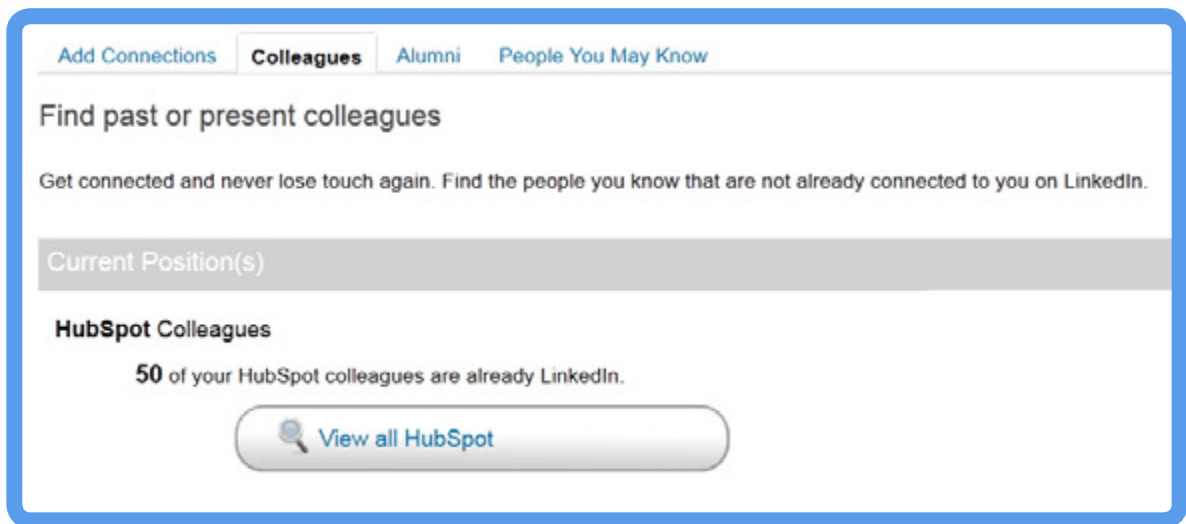 Add Connections Colleagues Alumni People You May Know
Find past or present colleagues
Get connected and never lose touch again. Find the people you know that are not already connected to you on LinkedIn.
Current Position(s)
HubSpot Colleagues
50 of your HubSpot colleagues are already LinkedIn.
View all HubSpot